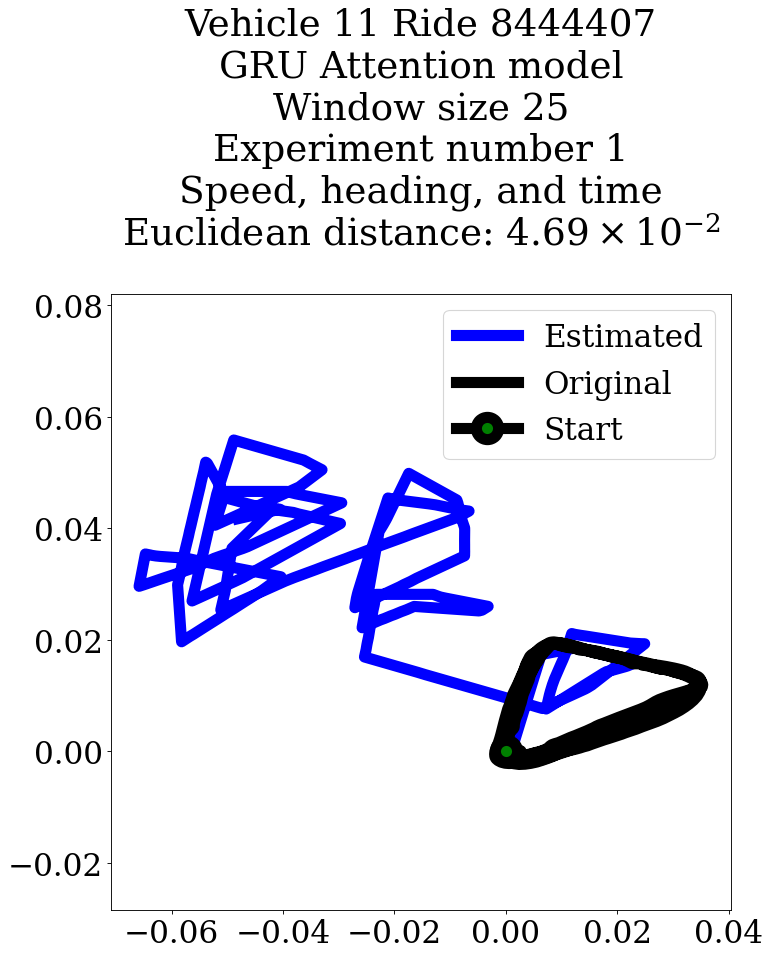 Vehicle 11 Ride 8444407
GRU Attention model
Window size 25
Experiment number 1
Speed, heading, and time
Euclidean distance: 4.69 × 10⁻²
Estimated
Original
Start
0.08
0.06
0.04
0.02
0.00
−0.02
−0.06 −0.04 −0.02 0.00 0.02 0.04